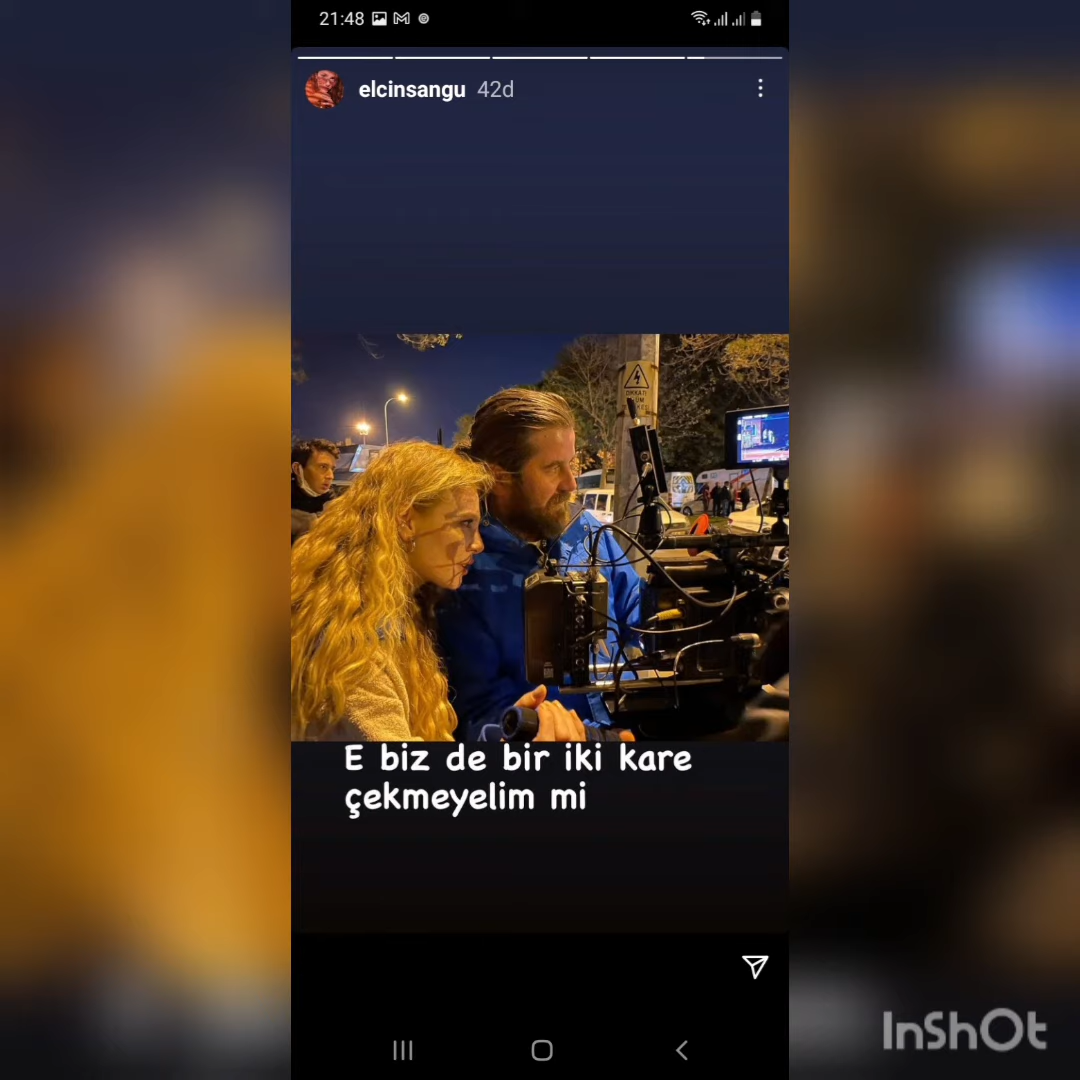 21:48
elcinsangu 42d
E biz de bir iki kare
çekmeyelim mi
InShOt